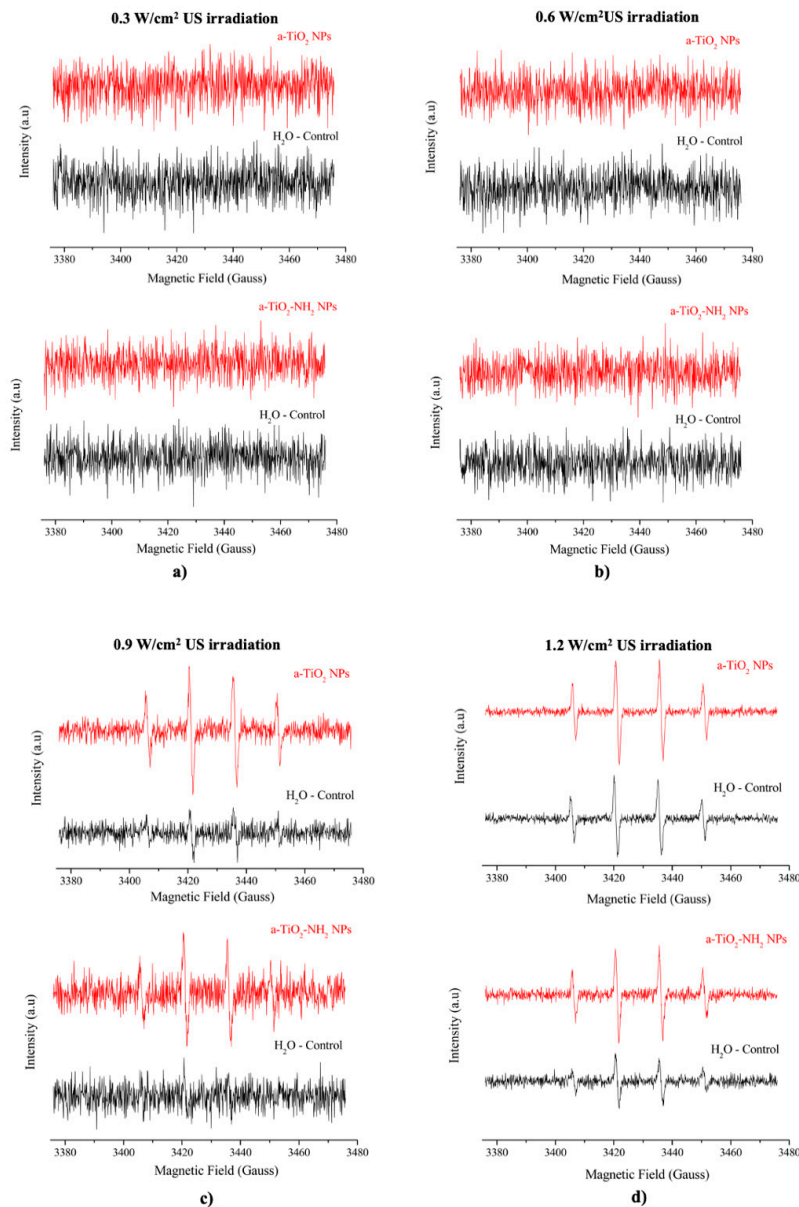 0.3 W/cm² US irradiation
a-TiO₂ NPs
H₂O - Control
Intensity (a.u)
3380 3400 3420 3440 3460 3480
Magnetic Field (Gauss)
a-TiO₂-NH₂ NPs
H₂O - Control
Intensity (a.u)
3380 3400 3420 3440 3460 3480
Magnetic Field (Gauss)
a)
0.6 W/cm²US irradiation
a-TiO₂ NPs
H₂O - Control
Intensity (a.u)
3380 3400 3420 3440 3460 3480
Magnetic Field (Gauss)
a-TiO₂-NH₂ NPs
H₂O - Control
Intensity (a.u)
3380 3400 3420 3440 3460 3480
Magnetic Field (Gauss)
b)
0.9 W/cm² US irradiation
a-TiO₂ NPs
H₂O - Control
Intensity (a.u)
3380 3400 3420 3440 3460 3480
Magnetic Field (Gauss)
a-TiO₂-NH₂ NPs
H₂O - Control
Intensity (a.u)
3380 3400 3420 3440 3460 3480
Magnetic Field (Gauss)
c)
1.2 W/cm² US irradiation
a-TiO₂ NPs
H₂O - Control
Intensity (a.u)
3380 3400 3420 3440 3460 3480
Magnetic Field (Gauss)
a-TiO₂-NH₂ NPs
H₂O - Control
Intensity (a.u)
3380 3400 3420 3440 3460 3480
Magnetic Field (Gauss)
d)